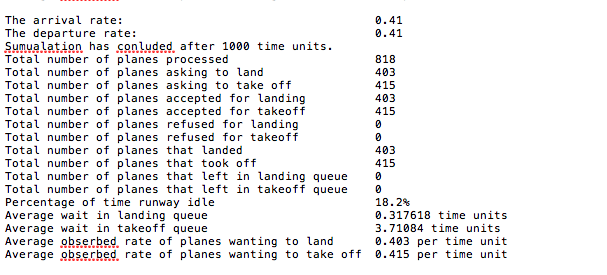 The arrival rate: 0.41
The departure rate: 0.41
Sumualation has conluded after 1000 time units.
Total number of planes processed 818
Total number of planes asking to land 403
Total number of planes asking to take off 415
Total number of planes accepted for landing 403
Total number of planes accepted for takeoff 415
Total number of planes refused for landing 0
Total number of planes refused for takeoff 0
Total number of planes that landed 403
Total number of planes that took off 415
Total number of planes that left in landing queue 0
Total number of planes that left in takeoff queue 0
Percentage of time runway idle 18.2%
Average wait in landing queue 0.317618 time units
Average wait in takeoff queue 3.71084 time units
Average obserbed rate of planes wanting to land 0.403 per time unit
Average obserbed rate of planes wanting to take off 0.415 per time unit